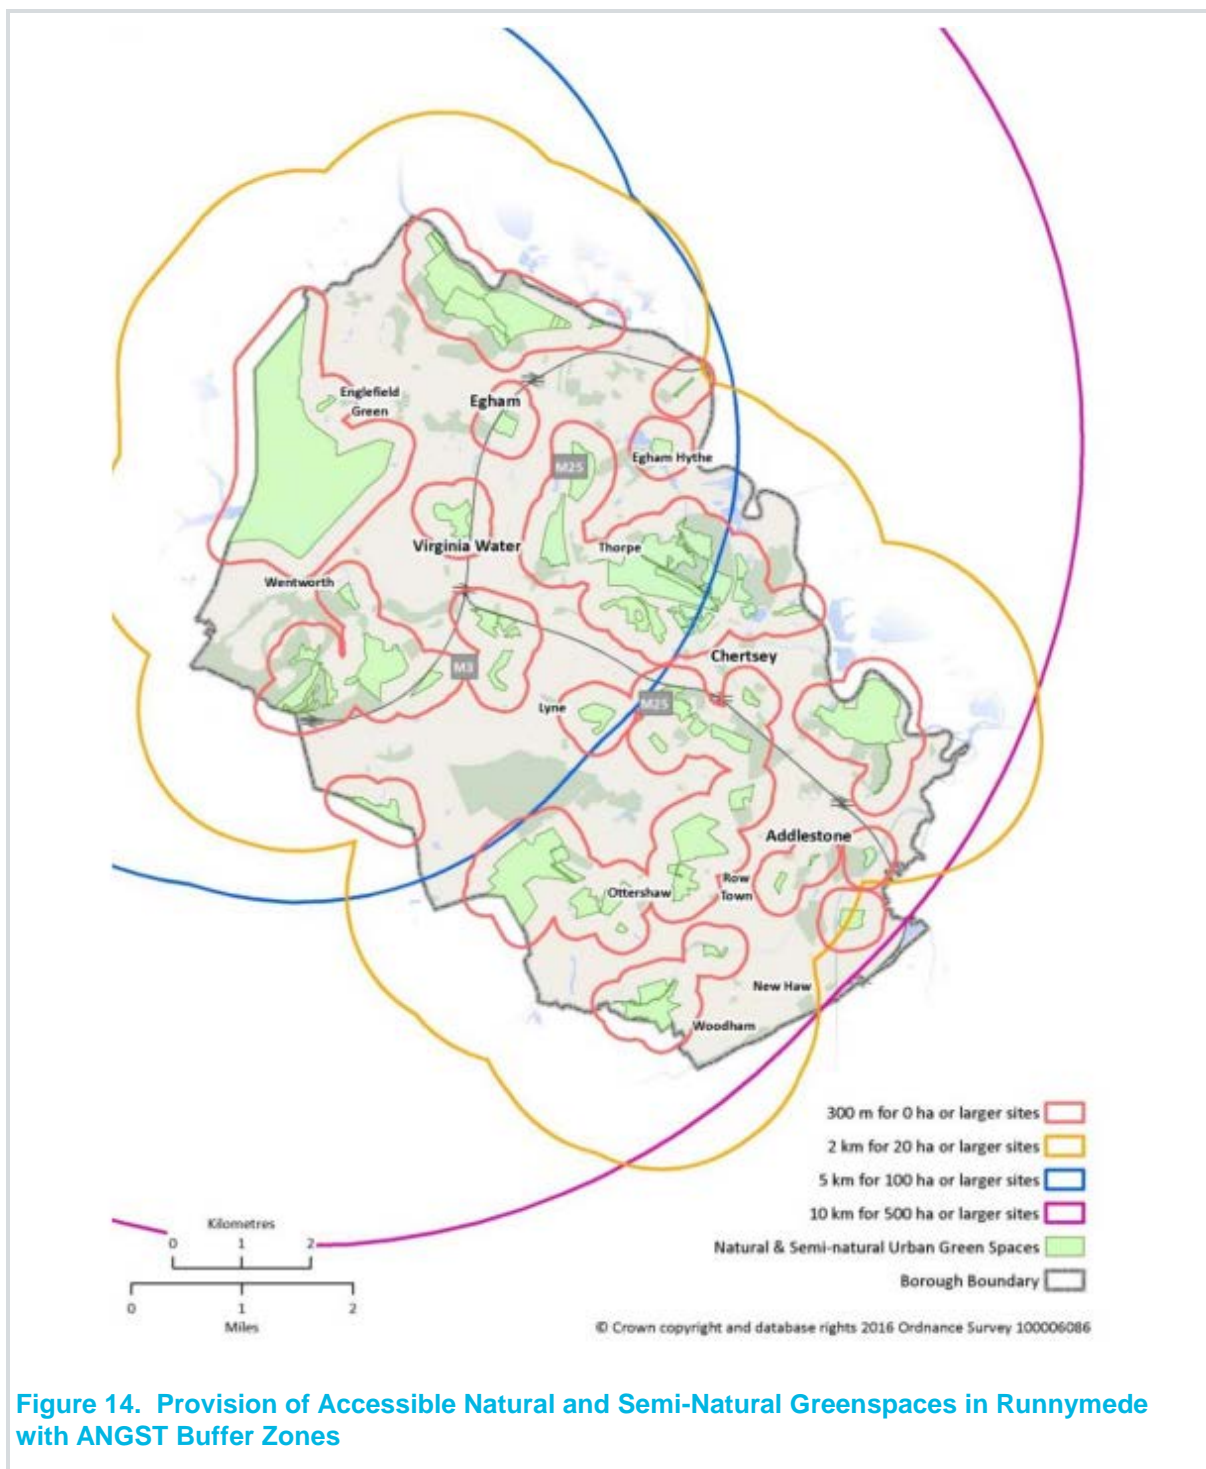 Englefield
Green
Egham
M25
Egham Hythe
Virginia Water
Thorpe
Wentworth
M3
Chertsey
Lyne
M25
Addlestone
Ottershaw
Row
Town
New Haw
Woodham
300 m for 0 ha or larger sites
2 km for 20 ha or larger sites
5 km for 100 ha or larger sites
10 km for 500 ha or larger sites
Natural & Semi-natural Urban Green Spaces
Borough Boundary
Kilometres
0 1 2
0 1 2
Miles
© Crown copyright and database rights 2016 Ordnance Survey 100006086
Figure 14. Provision of Accessible Natural and Semi-Natural Greenspaces in Runnymede
with ANGST Buffer Zones